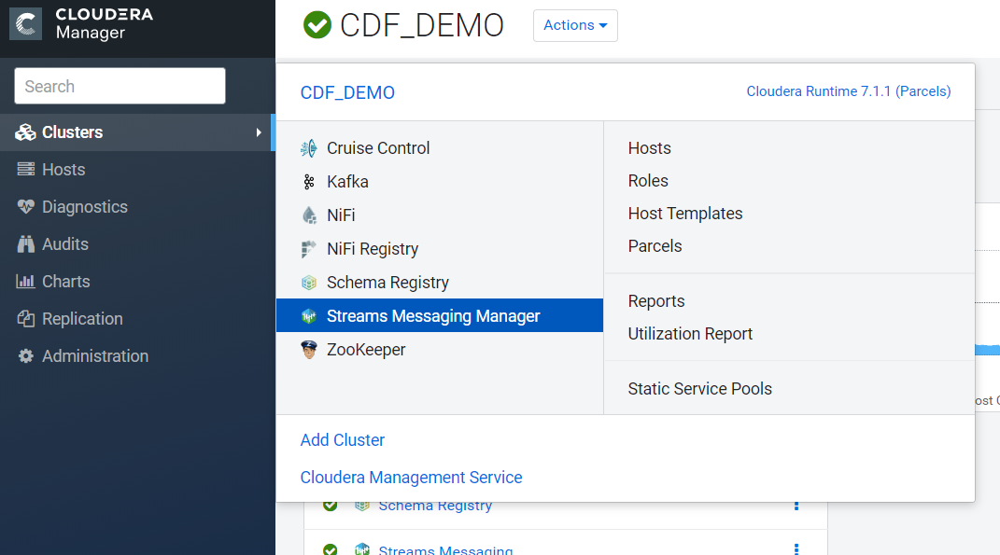 CLOUDERA
Manager
CDF_DEMO
Actions
Search
CDF_DEMO
Cloudera Runtime 7.1.1 (Parcels)
Clusters
Hosts
Diagnostics
Audits
Charts
Replication
Administration
Cruise Control
Kafka
NiFi
NiFi Registry
Schema Registry
Streams Messaging Manager
ZooKeeper
Hosts
Roles
Host Templates
Parcels
Reports
Utilization Report
Static Service Pools
Add Cluster
Cloudera Management Service
Schema Registry
Streams Messaging